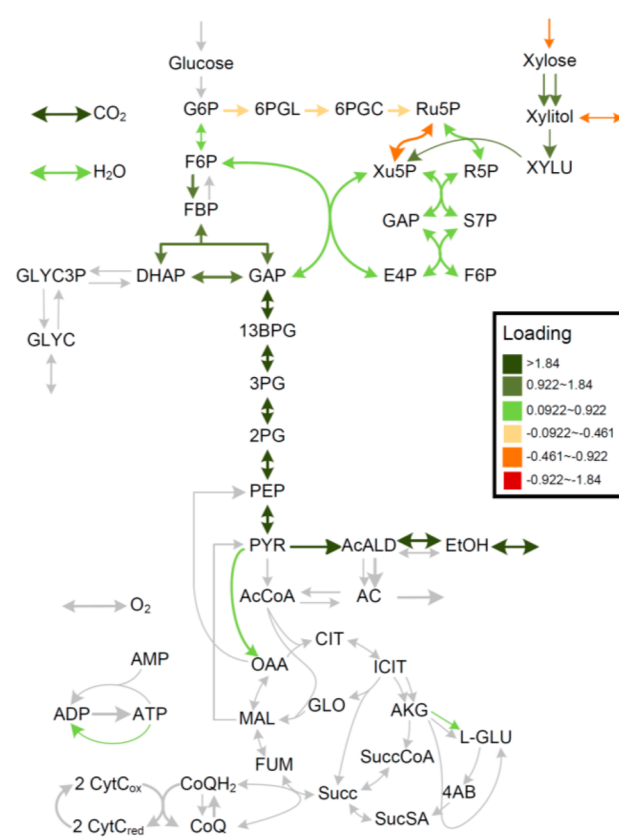 Glucose
Xylose
G6P 6PGL 6PGC Ru5P
CO₂
Xylitol
H₂O
F6P
Xu5P R5P XYLU
FBP
GAP S7P
GLYC3P DHAP GAP E4P F6P
13BPG
GLYC
3PG
2PG
PEP
Loading
>1.84
0.922~1.84
0.0922~0.922
-0.0922~-0.461
-0.461~-0.922
-0.922~-1.84
PYR AcALD EtOH
AcCoA AC
O₂
CIT
AMP
OAA ICIT
ADP ATP
MAL GLO AKG
L-GLU
FUM SuccCoA
2 CytCox CoQH₂ Succ 4AB
SucSA
2 CytCred CoQ